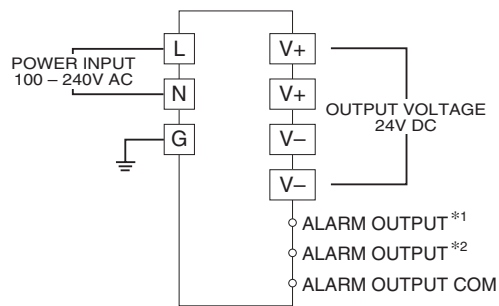 L
POWER INPUT
100 – 240V AC
N
G
V+
V+
OUTPUT VOLTAGE
24V DC
V–
V–
ALARM OUTPUT *1
ALARM OUTPUT *2
ALARM OUTPUT COM